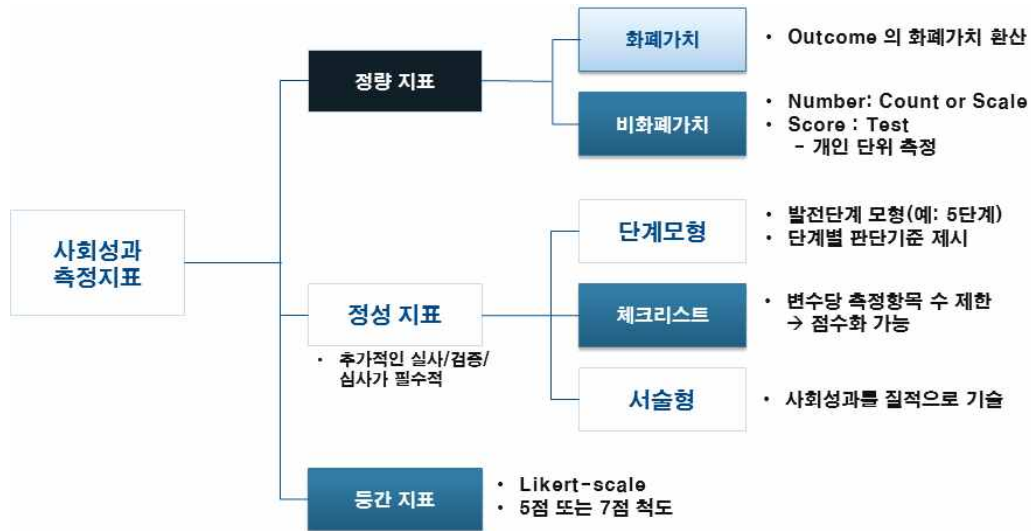 화폐가치
• Outcome 의 화폐가치 환산
정량 지표
비화폐가치
• Number: Count or Scale
• Score : Test
- 개인 단위 측정
사회성과
측정지표
단계모형
• 발전단계 모형(예: 5단계)
• 단계별 판단기준 제시
정성 지표
• 추가적인 실사/검증/
심사가 필수적
체크리스트
• 변수당 측정항목 수 제한
→ 점수화 가능
서술형
• 사회성과를 질적으로 기술
등간 지표
• Likert-scale
• 5점 또는 7점 척도